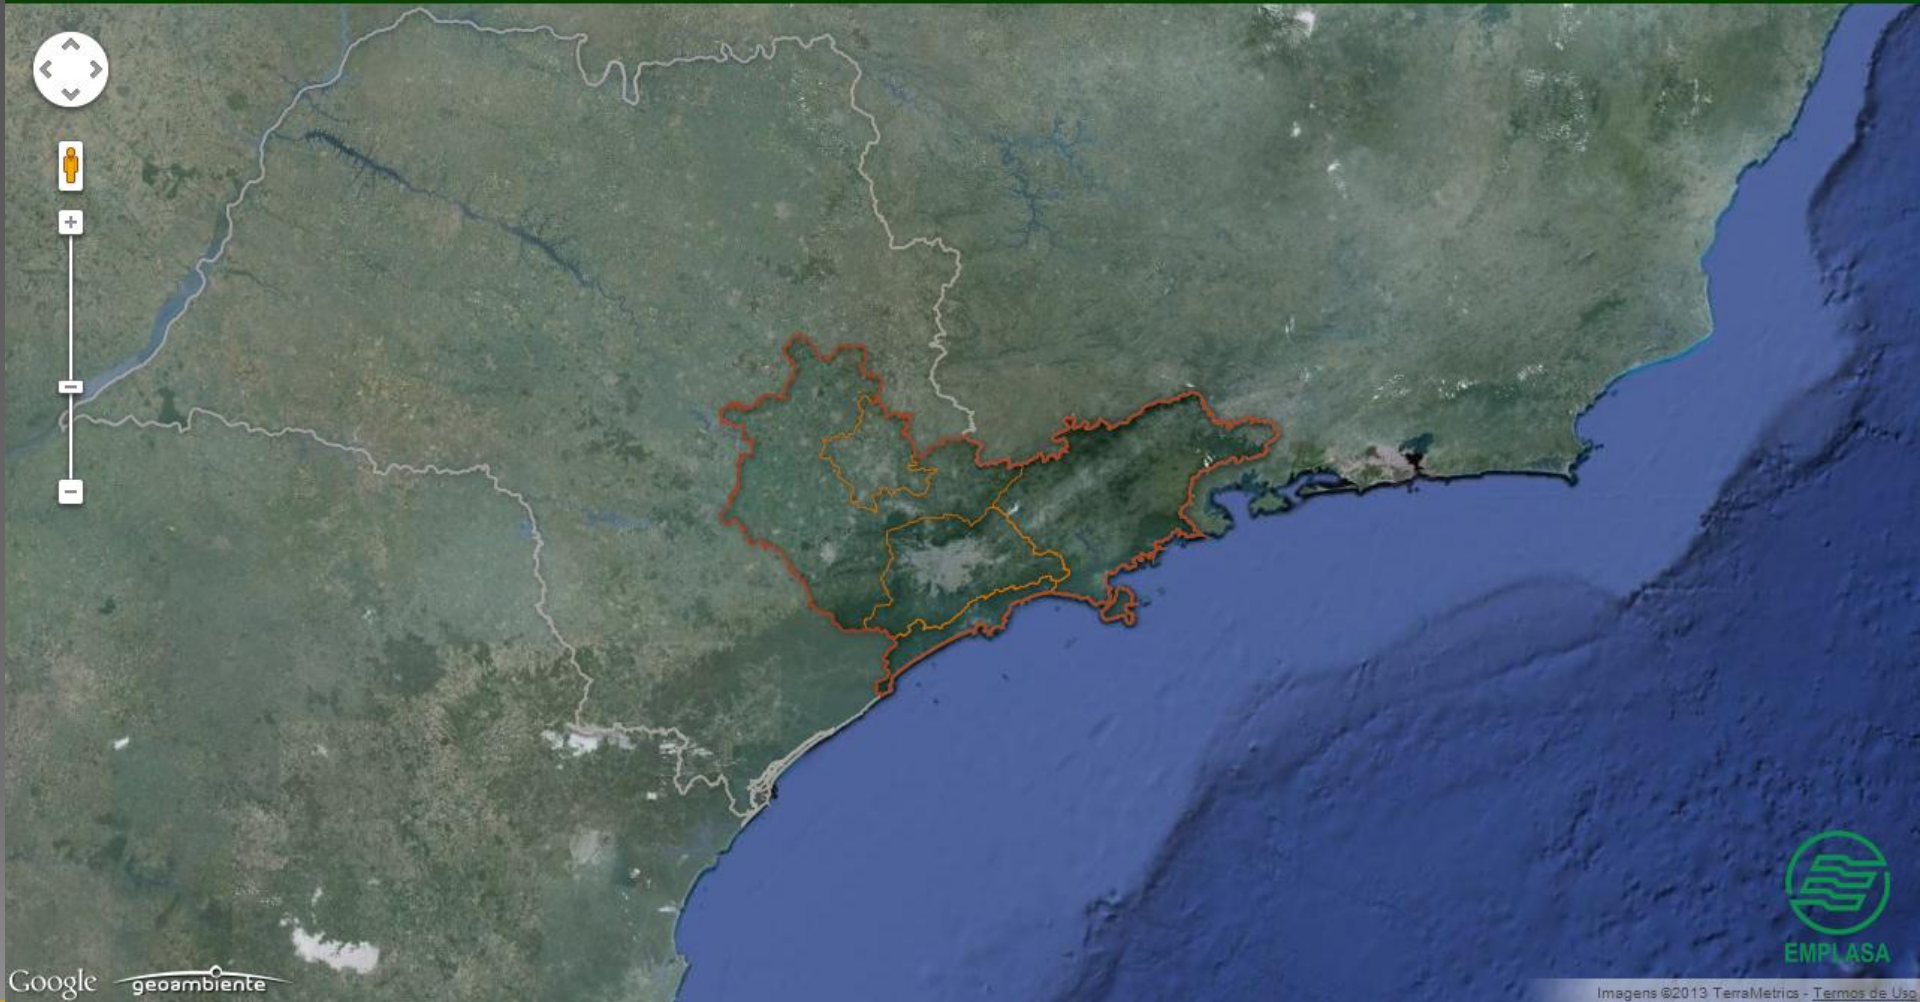 EMPLASA
Google
geoambiente
Imagens ©2013 TerraMetrics - Termos de Uso